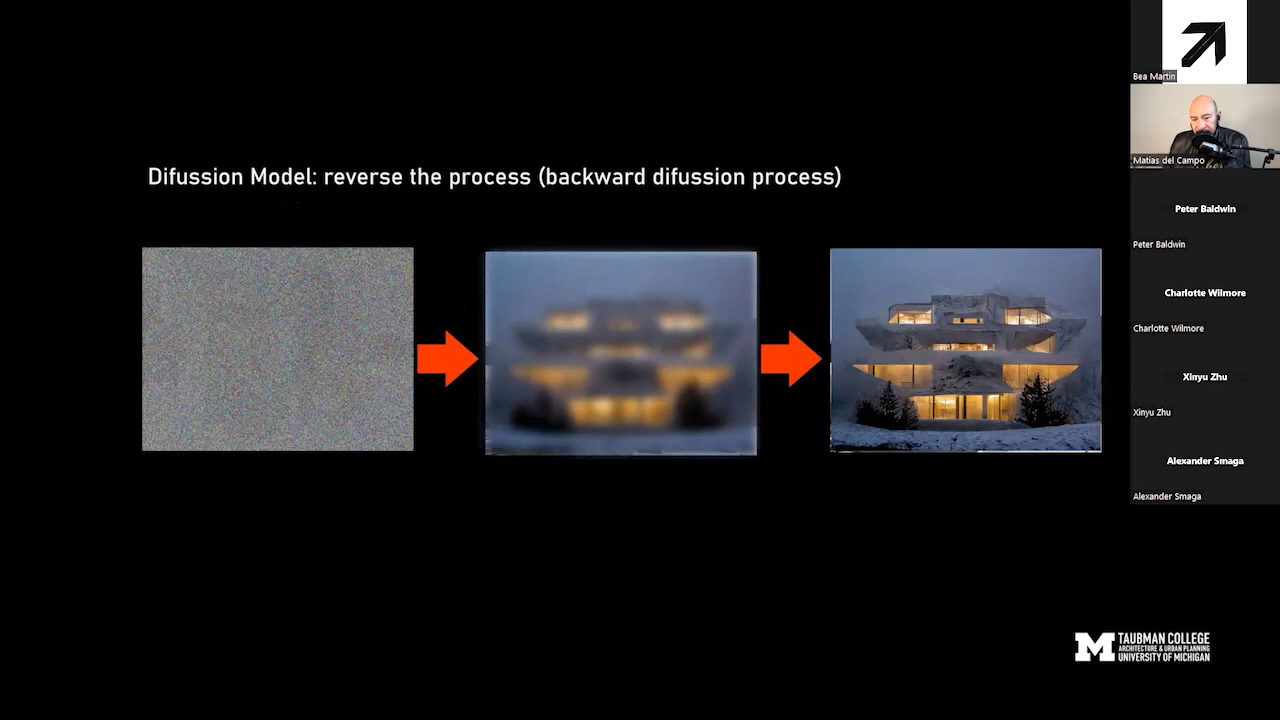 Difussion Model: reverse the process (backward difussion process)
Bea Martin
Matias del Campo
Peter Baldwin
Peter Baldwin
Charlotte Wilmore
Charlotte Wilmore
Xinyu Zhu
Xinyu Zhu
Alexander Smaga
Alexander Smaga
M
TAUBMAN COLLEGE
ARCHITECTURE & URBAN PLANNING
UNIVERSITY OF MICHIGAN